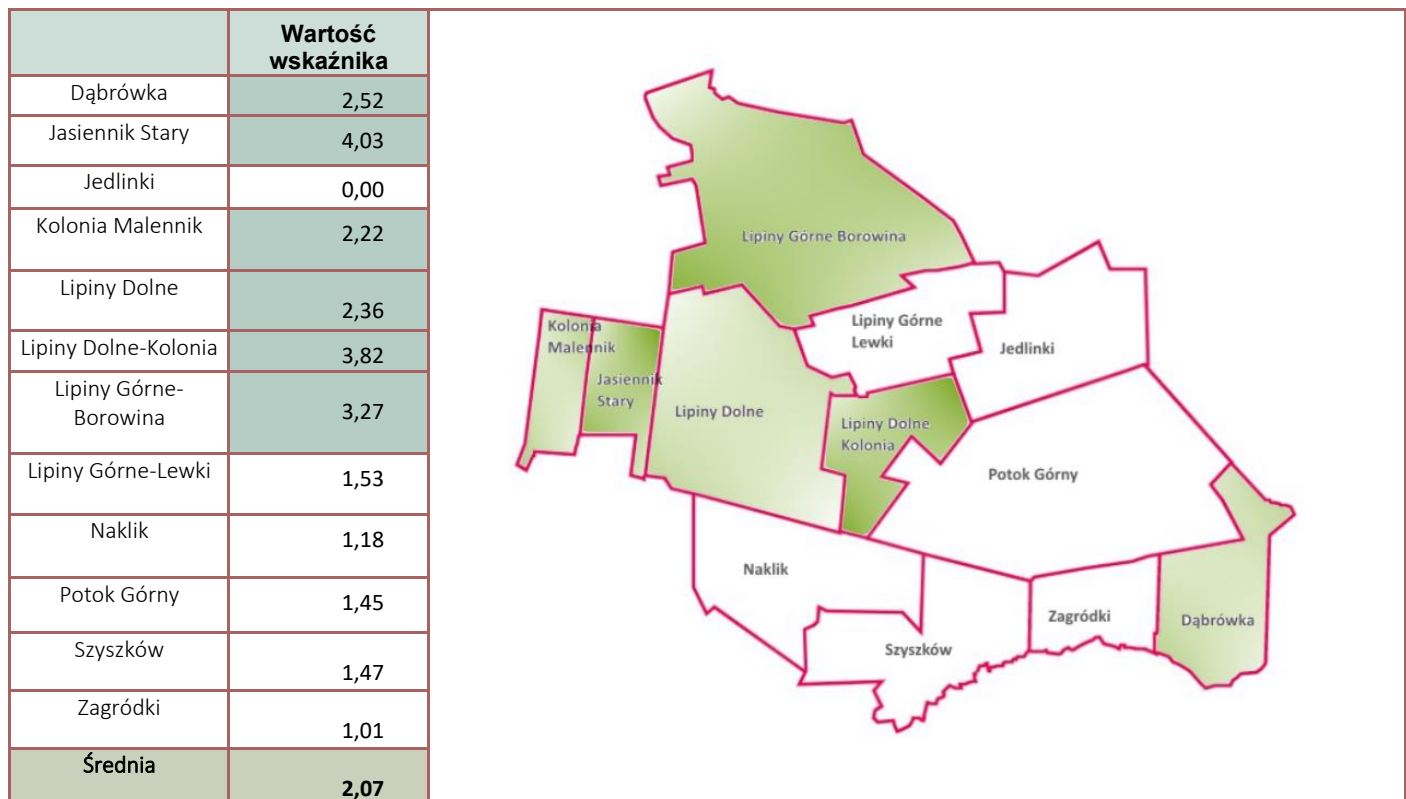 Wartość
wskaźnika
Dąbrówka 2,52
Jasiennik Stary 4,03
Jedlinki 0,00
Kolonia Malennik 2,22
Lipiny Dolne 2,36
Lipiny Dolne-Kolonia 3,82
Lipiny Górne-
Borowina 3,27
Lipiny Górne-Lewki 1,53
Naklik 1,18
Potok Górny 1,45
Szyszków 1,47
Zagródki 1,01
Średnia 2,07
Lipiny Górne Borowina
Lipiny Górne
Lewki
Jedlinki
Kolonia
Malennik
Jasiennik
Stary
Lipiny Dolne
Lipiny Dolne
Kolonia
Potok Górny
Naklik
Szyszków
Zagródki
Dąbrówka